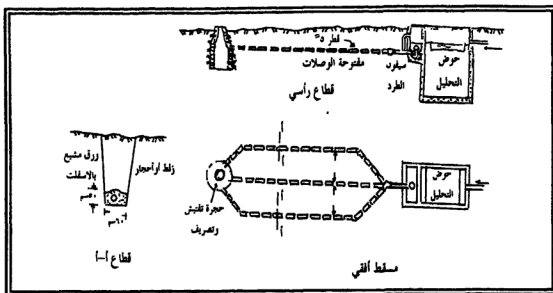 قطر ٥"
مفتوحة الوصلات
سيفون
الطرد
حوض
التحليل
قطاع رأسي
ورق مشبع
بالاسفلت
زلط أو أحجار
قطاع أ-أ
أ
أ
حوض
التحليل
حجرة تفتيش
وتصريف
مسقط أفقي